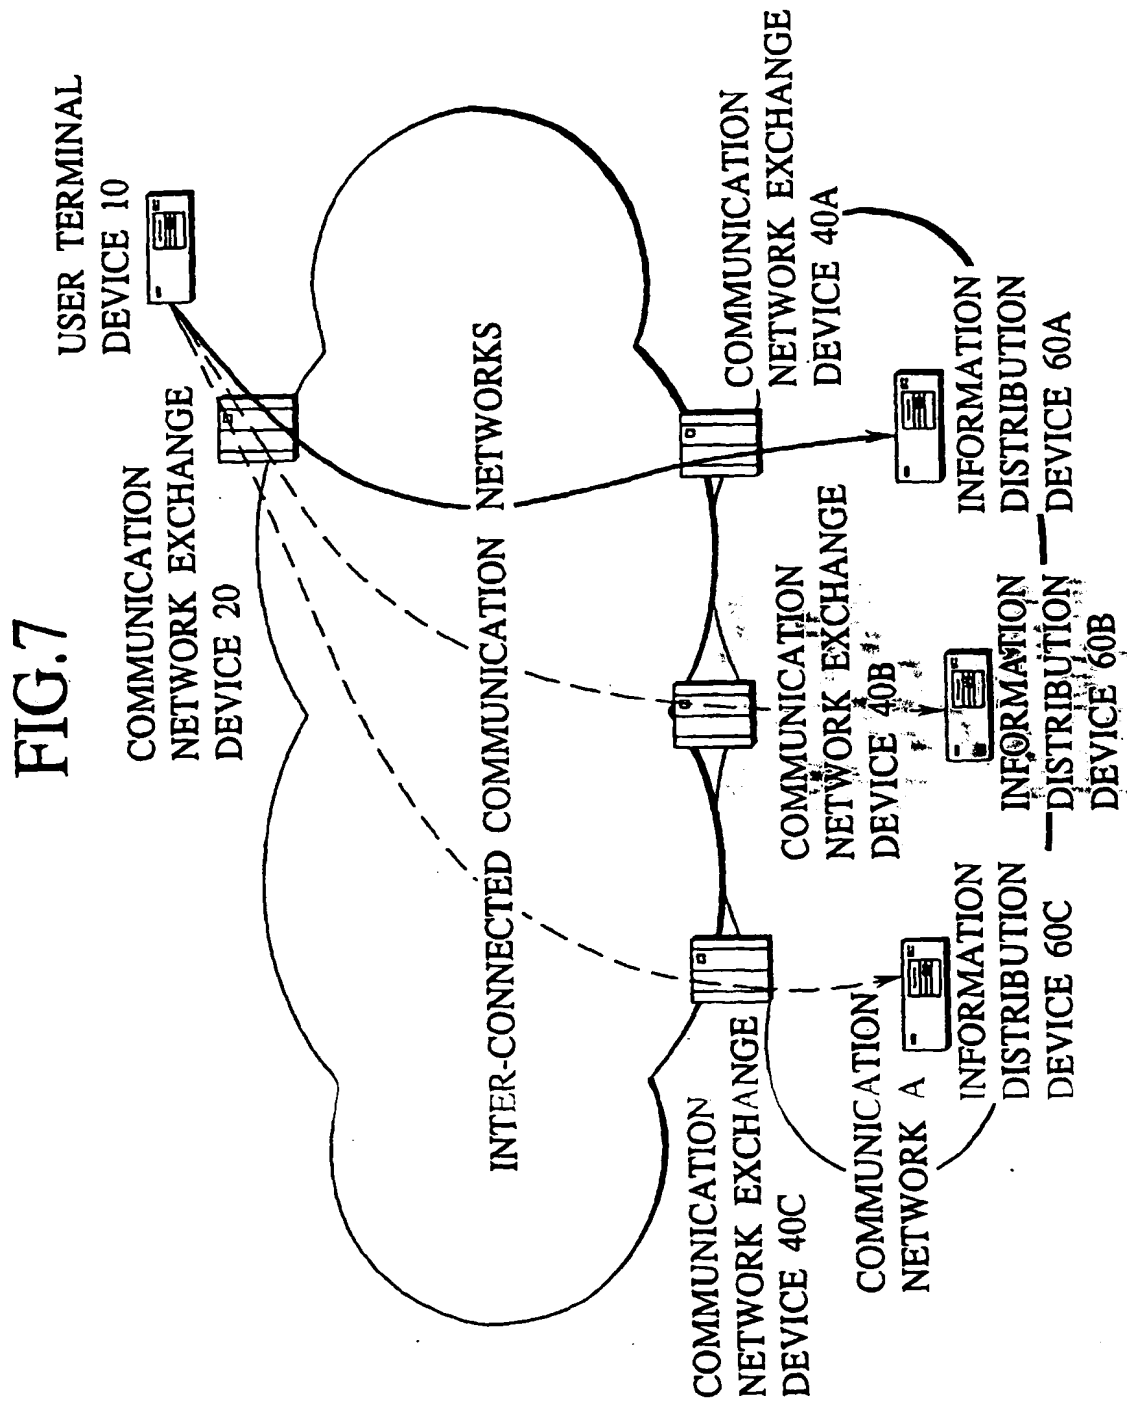 FIG.7
USER TERMINAL
DEVICE 10
COMMUNICATION
NETWORK EXCHANGE
DEVICE 20
INTER-CONNECTED COMMUNICATION NETWORKS
COMMUNICATION
NETWORK EXCHANGE
DEVICE 40C
COMMUNICATION
NETWORK EXCHANGE
DEVICE 40B
COMMUNICATION
NETWORK EXCHANGE
DEVICE 40A
COMMUNICATION
NETWORK A
INFORMATION
DISTRIBUTION
DEVICE 60C
INFORMATION
DISTRIBUTION
DEVICE 60B
INFORMATION
DISTRIBUTION
DEVICE 60A